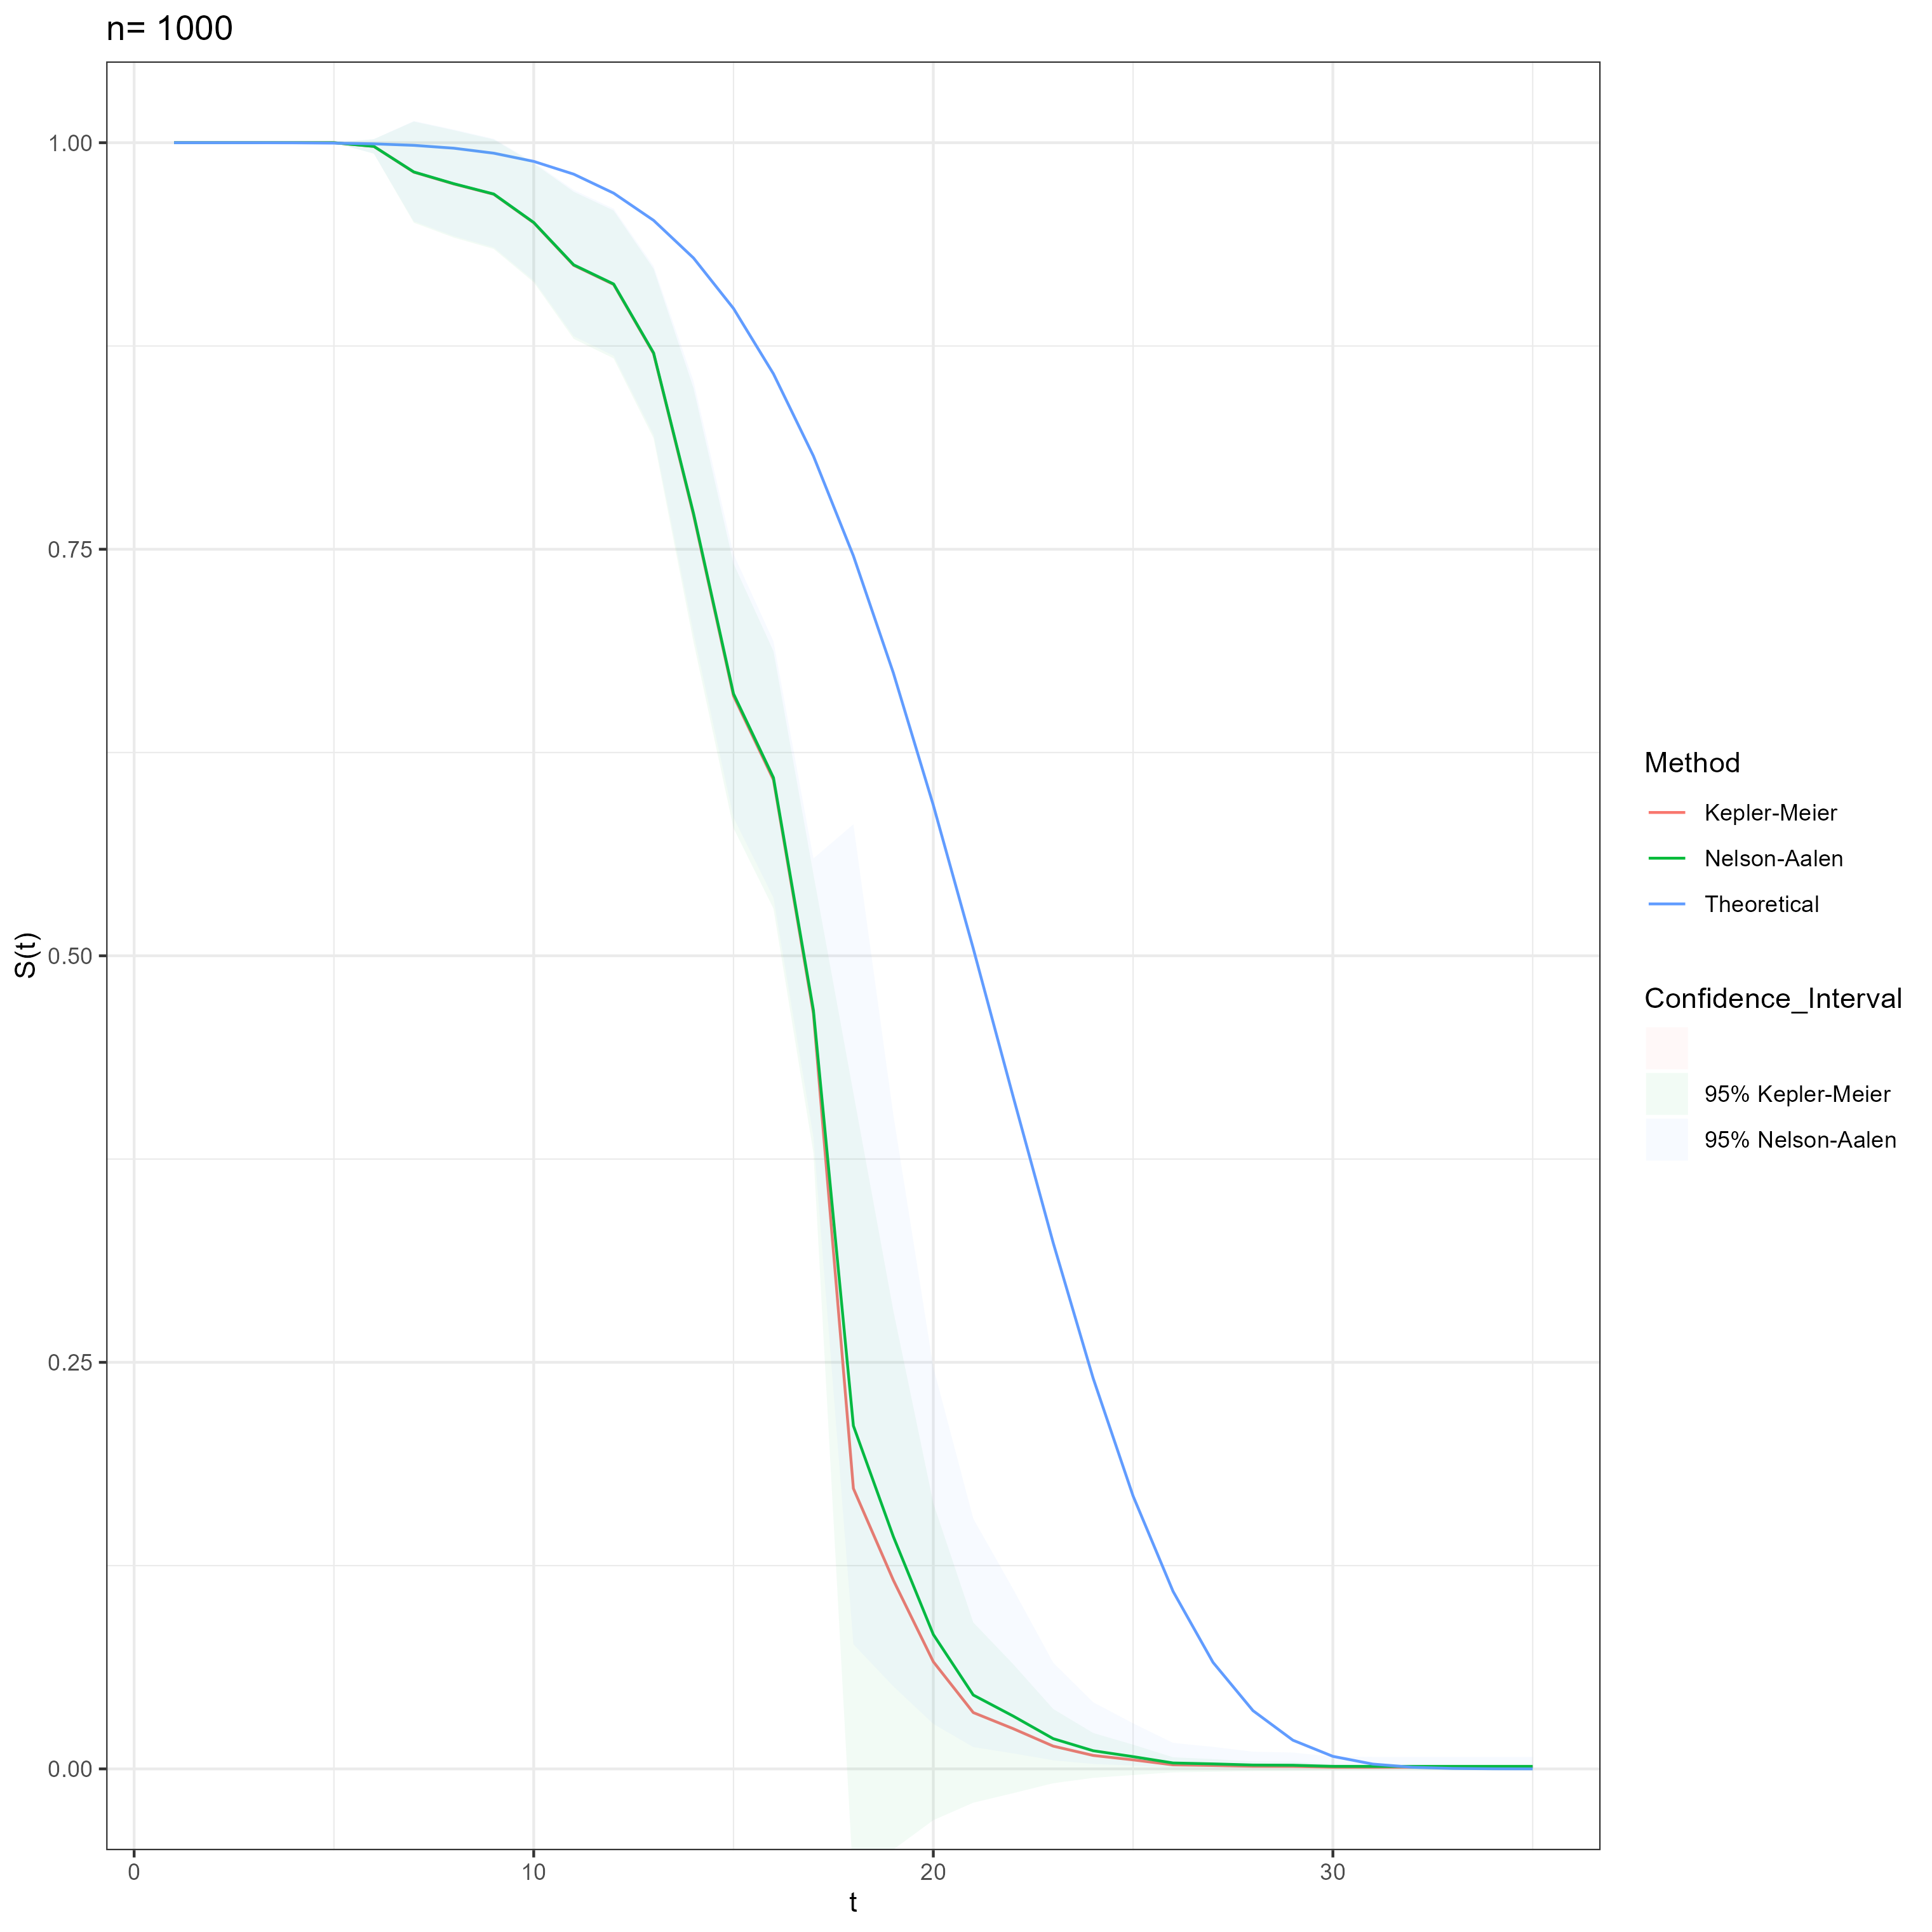 n= 1000
1.00
0.75
0.50
0.25
0.00
S(t)
0
10
20
30
t
Method
Kepler-Meier
Nelson-Aalen
Theoretical
Confidence_Interval
95% Kepler-Meier
95% Nelson-Aalen